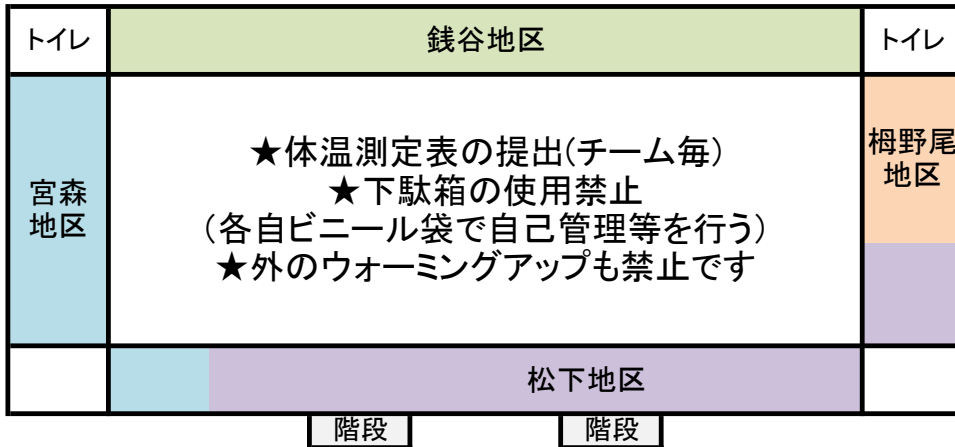 トイレ
銭谷地区
トイレ
宮森
地区
★体温測定表の提出(チーム毎)
★下駄箱の使用禁止
(各自ビニール袋で自己管理等を行う)
★外のウォーミングアップも禁止です
栂野尾
地区
松下地区
階段
階段